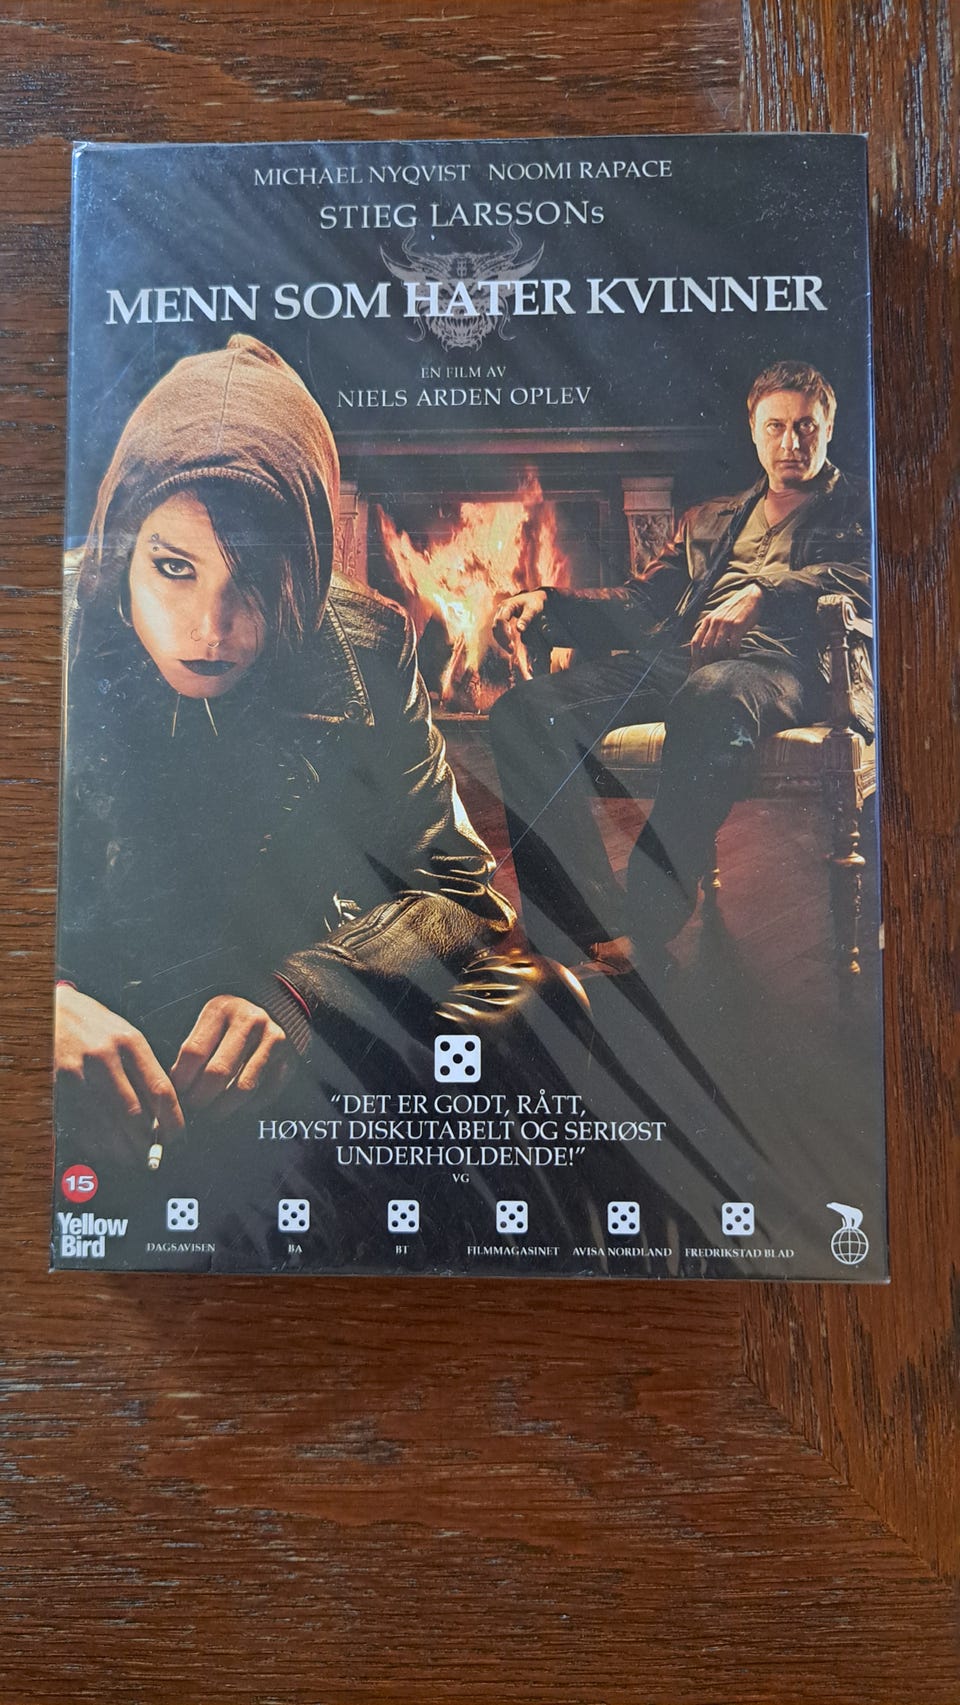 MICHAEL NYQVIST NOOMI RAPACE
STIEG LARSSONs
MENN SOM HATER KVINNER
EN FILM AV
NIELS ARDEN OPLEV
"DET ER GODT, RÅTT,
HØYST DISKUTABELT OG SERIØST
UNDERHOLDENDE!"
VG
15
Yellow
Bird
DAGSAVISEN
BA
BT
FILMMAGASINET
AVISA NORDLAND
FREDRIKSTAD BLAD